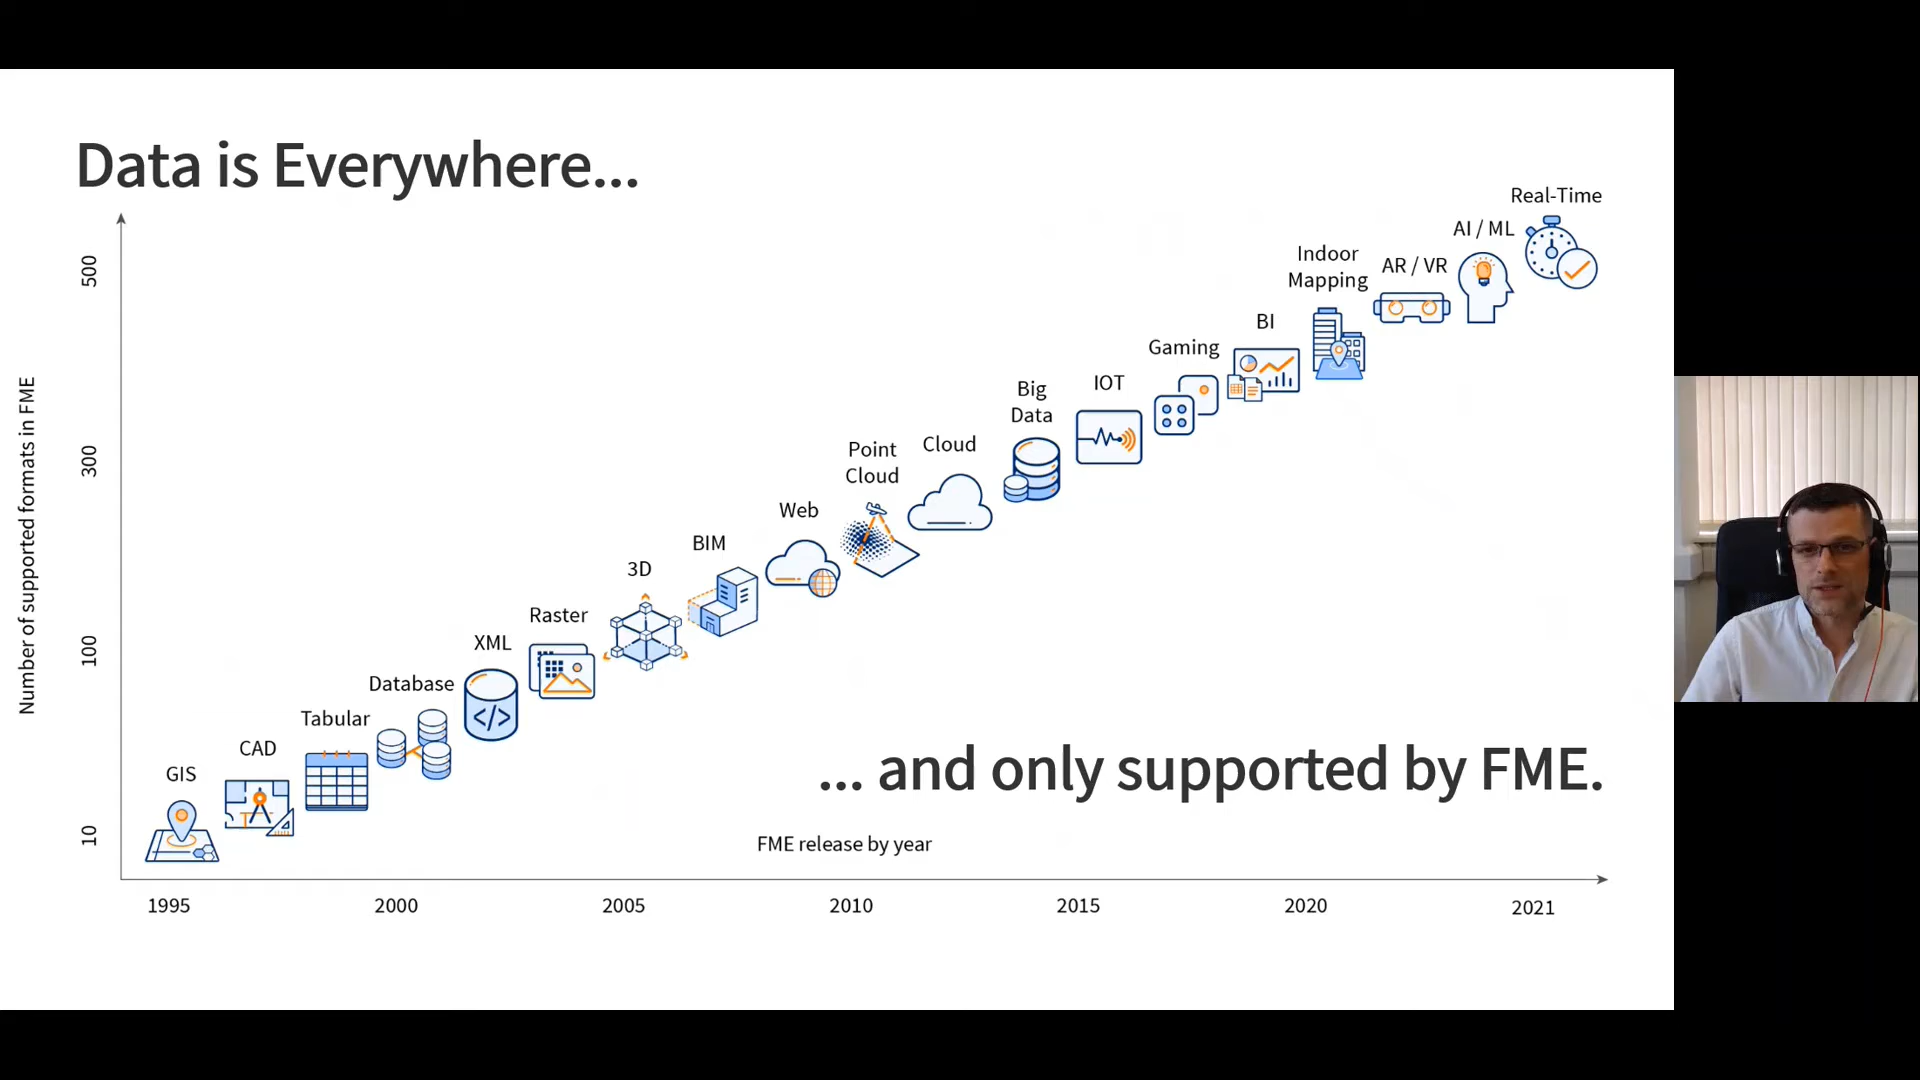 Data is Everywhere...
Real-Time
AI / ML
AR / VR
Indoor
Mapping
BI
Gaming
IOT
Big
Data
Cloud
Point
Cloud
Web
BIM
3D
Raster
XML
Database
Tabular
CAD
GIS
Number of supported formats in FME
500
300
100
10
... and only supported by FME.
FME release by year
1995
2000
2005
2010
2015
2020
2021